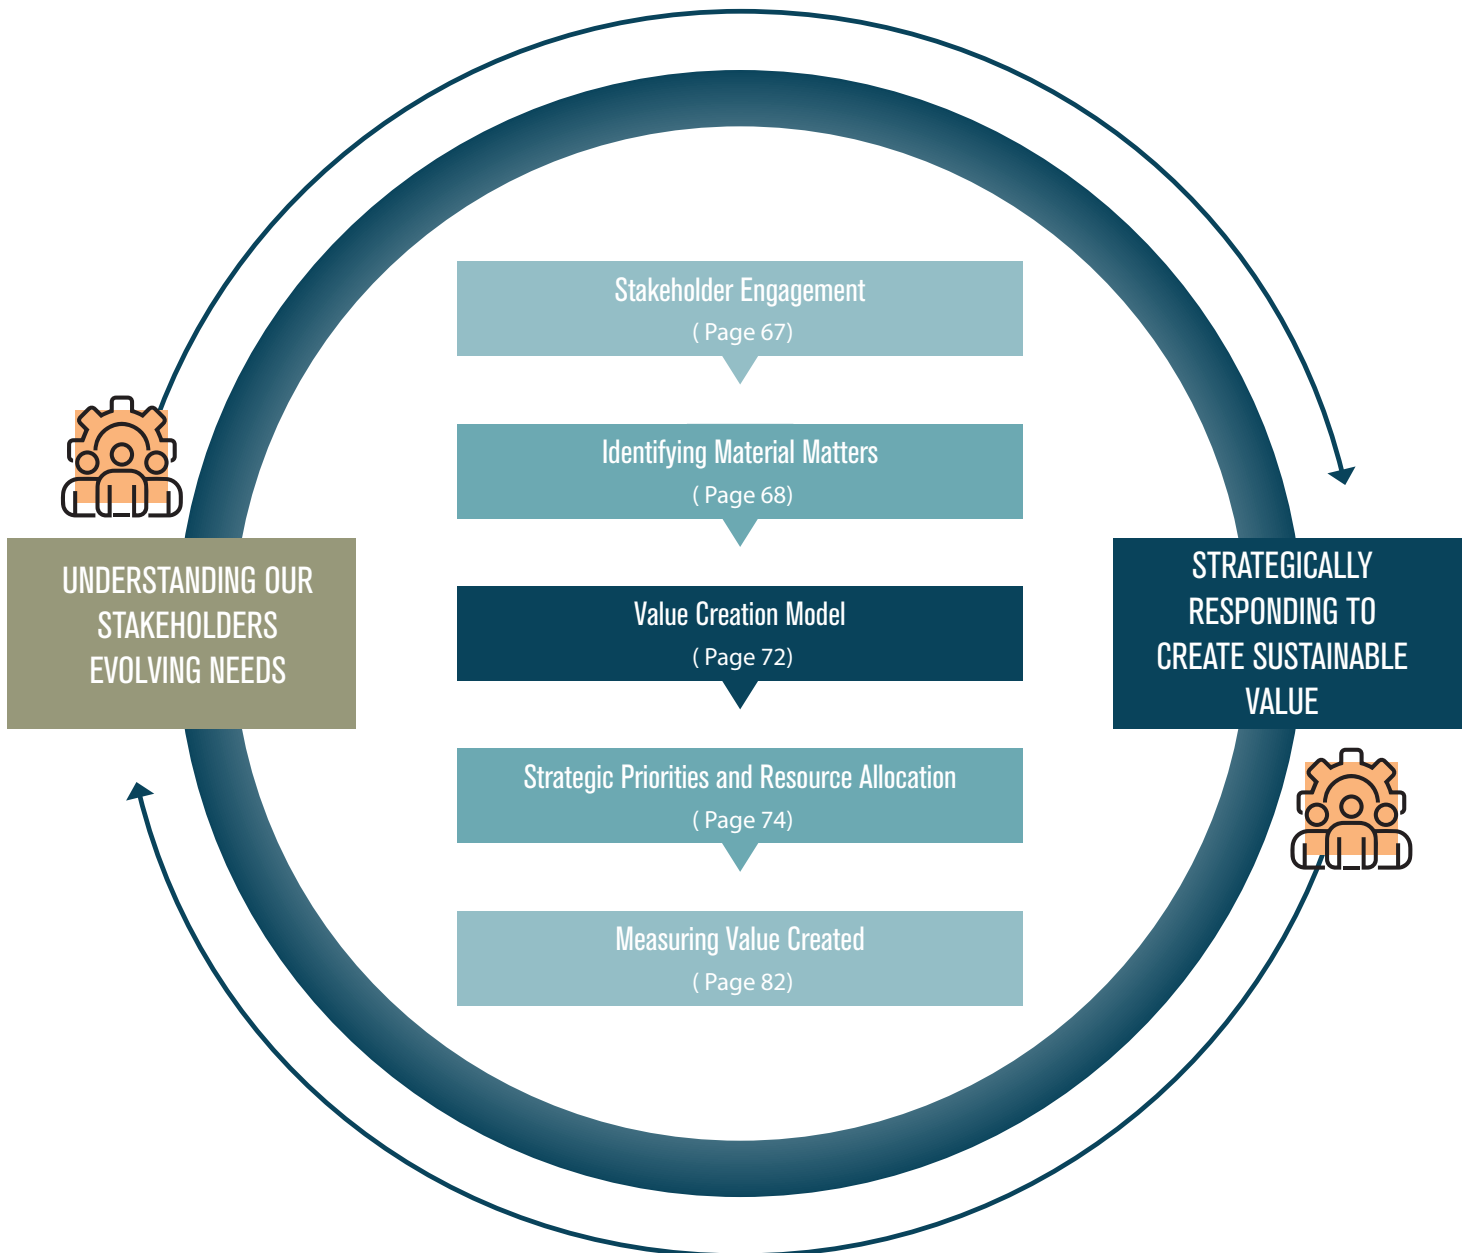 Stakeholder Engagement
( Page 67)
Identifying Material Matters
( Page 68)
UNDERSTANDING OUR
STAKEHOLDERS
EVOLVING NEEDS
Value Creation Model
( Page 72)
STRATEGICALLY
RESPONDING TO
CREATE SUSTAINABLE
VALUE
Strategic Priorities and Resource Allocation
( Page 74)
Measuring Value Created
( Page 82)